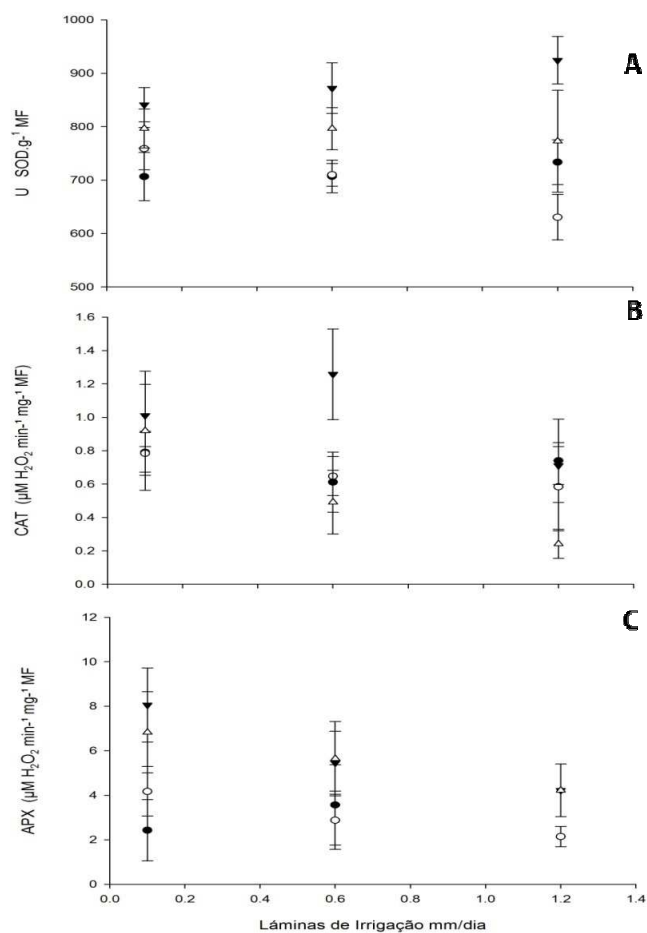 A
U SOD.g-¹ MF
1000
900
800
700
600
500
B
CAT (µM H₂O₂ min-¹ mg-¹ MF)
1.6
1.4
1.2
1.0
0.8
0.6
0.4
0.2
0.0
C
APX (µM H₂O₂ min-¹ mg-¹ MF
12
10
8
6
4
2
0
0.0 0.2 0.4 0.6 0.8 1.0 1.2 1.4
Láminas de Irrigação mm/dia